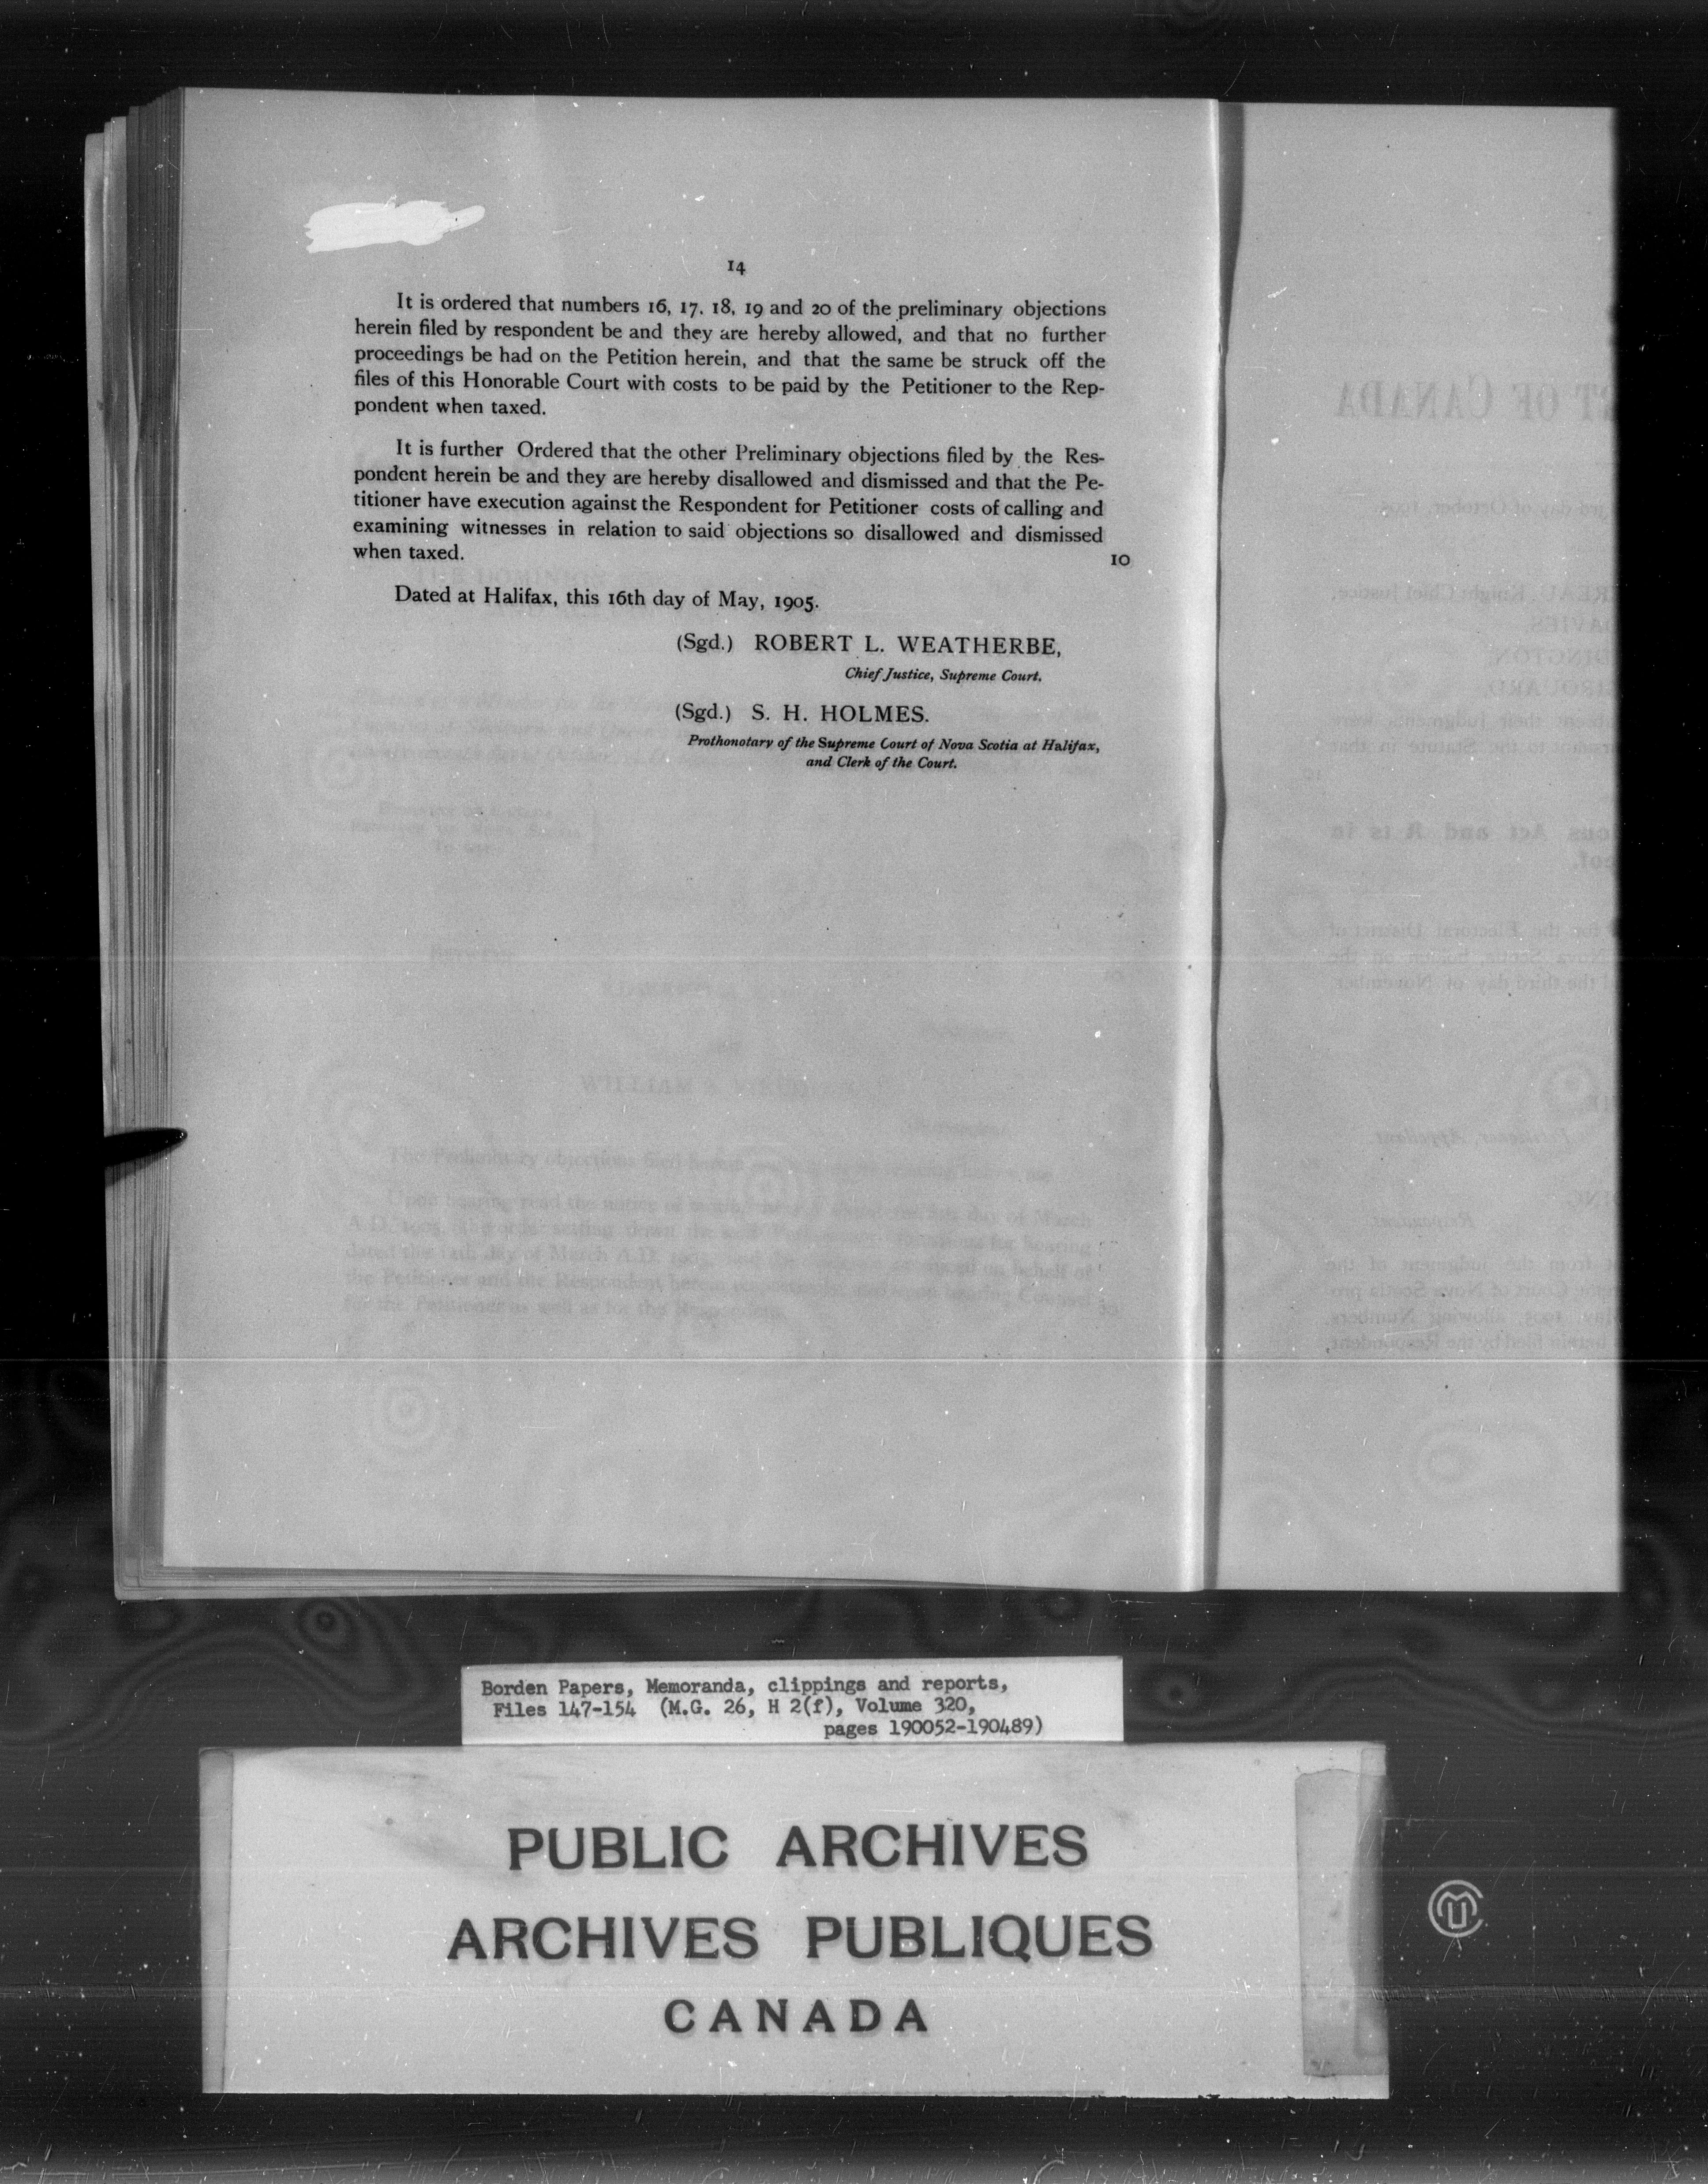 14
It is ordered that numbers 16, 17, 18, 19 and 20 of the preliminary objections
herein filed by respondent be and they are hereby allowed, and that no further
proceedings be had on the Petition herein, and that the same be struck off the
files of this Honorable Court with costs to be paid by the Petitioner to the Rep-
pondent when taxed.
It is further Ordered that the other Preliminary objections filed by the Res-
pondent herein be and they are hereby disallowed and dismissed and that the Pe-
titioner have execution against the Respondent for Petitioner costs of calling and
examining witnesses in relation to said objections so disallowed and dismissed
when taxed.
10
Dated at Halifax, this 16th day of May, 1905.
(Sgd.) ROBERT L. WEATHERBE,
Chief Justice, Supreme Court.
(Sgd.) S. H. HOLMES.
Prothonotary of the Supreme Court of Nova Scotia at Halifax,
and Clerk of the Court.
Borden Papers, Memoranda, clippings and reports,
Files 147-154 (M.G. 26, H 2(f), Volume 320,
pages 190052-190489)
PUBLIC ARCHIVES
ARCHIVES PUBLIQUES
CANADA